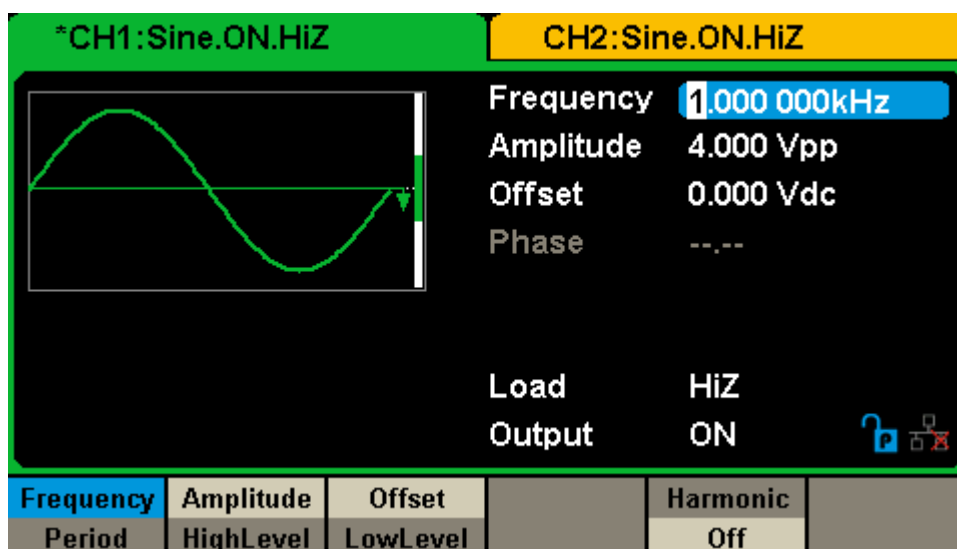 *CH1:Sine.ON.HiZ CH2:Sine.ON.HiZ
Frequency 1.000 000kHz
Amplitude 4.000 Vpp
Offset 0.000 Vdc
Phase --.--
Load HiZ
Output ON
P
Frequency Amplitude Offset Harmonic
Period HighLevel LowLevel Off